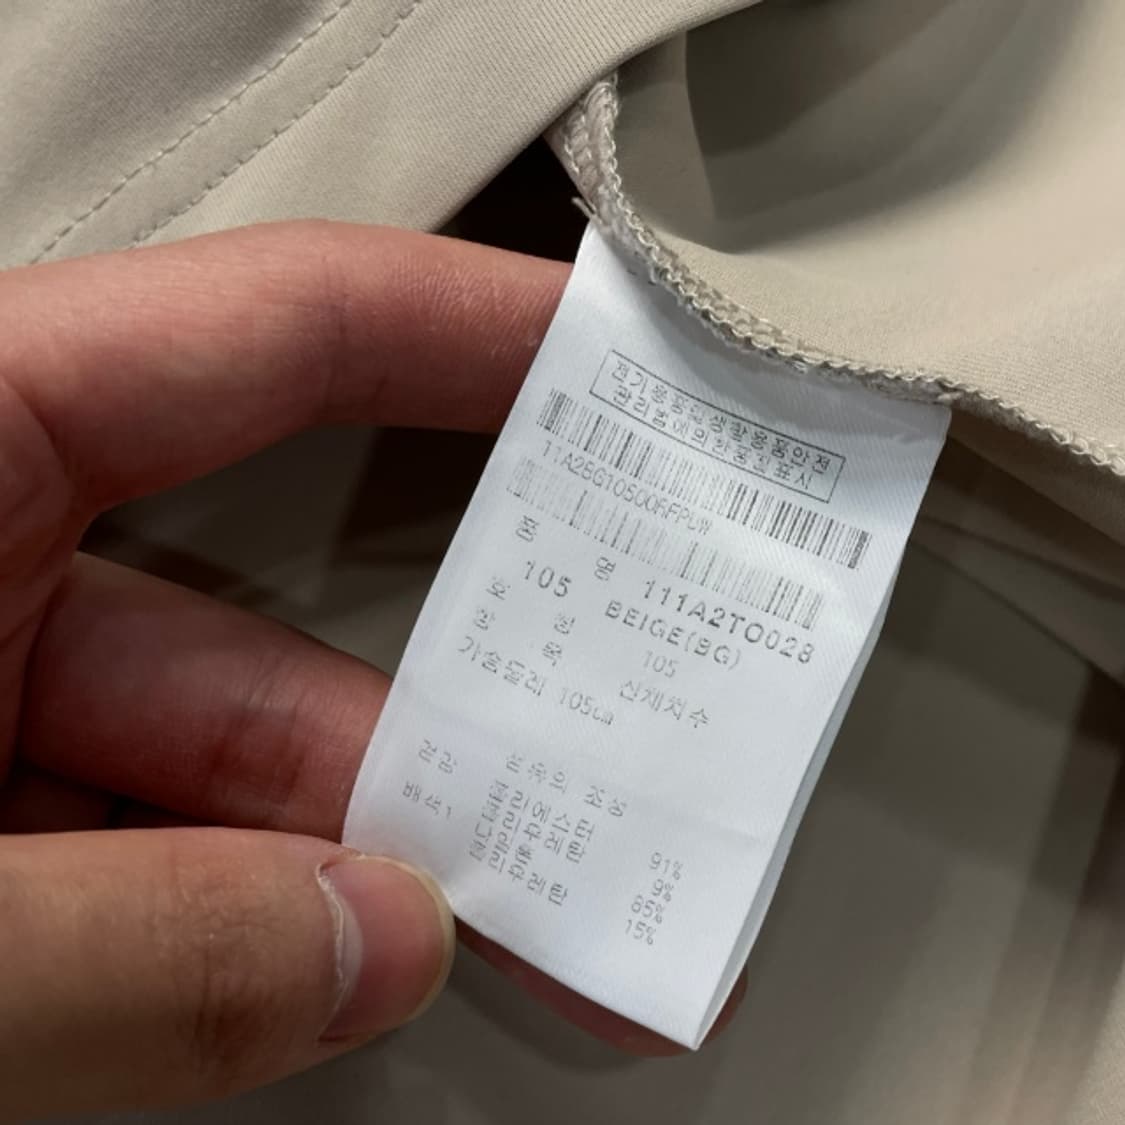 전기용품및생활용품안전
관리법에의한품질표시
품 명 111A2TO028
105 BEIGE(BG)
호 칭 105
항 목 신체치수
가슴둘레 105cm
섬유의 조성
겉감 폴리에스터 91%
폴리우레탄 9%
배색1 나일론 85%
폴리우레탄 15%